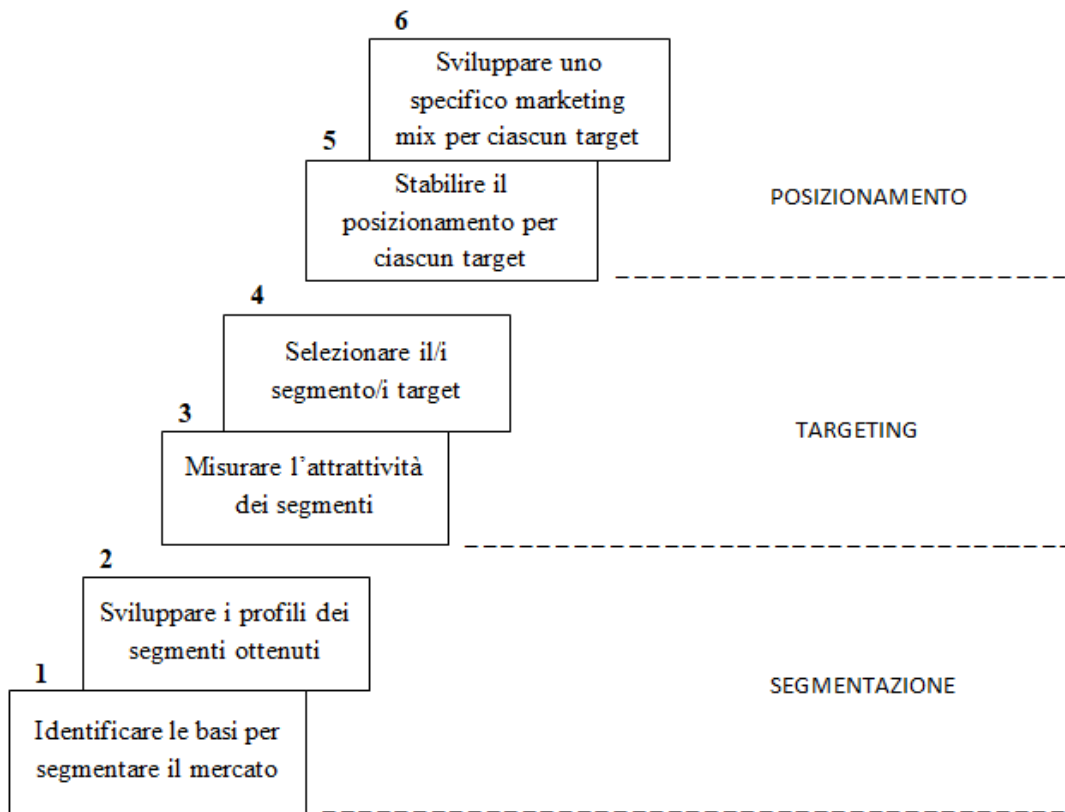 6
Sviluppare uno
specifico marketing
mix per ciascun target
5
Stabilire il
posizionamento per
ciascun target
POSIZIONAMENTO
4
Selezionare il/i
segmento/i target
3
Misurare l’attrattività
dei segmenti
TARGETING
2
Sviluppare i profili dei
segmenti ottenuti
1
Identificare le basi per
segmentare il mercato
SEGMENTAZIONE